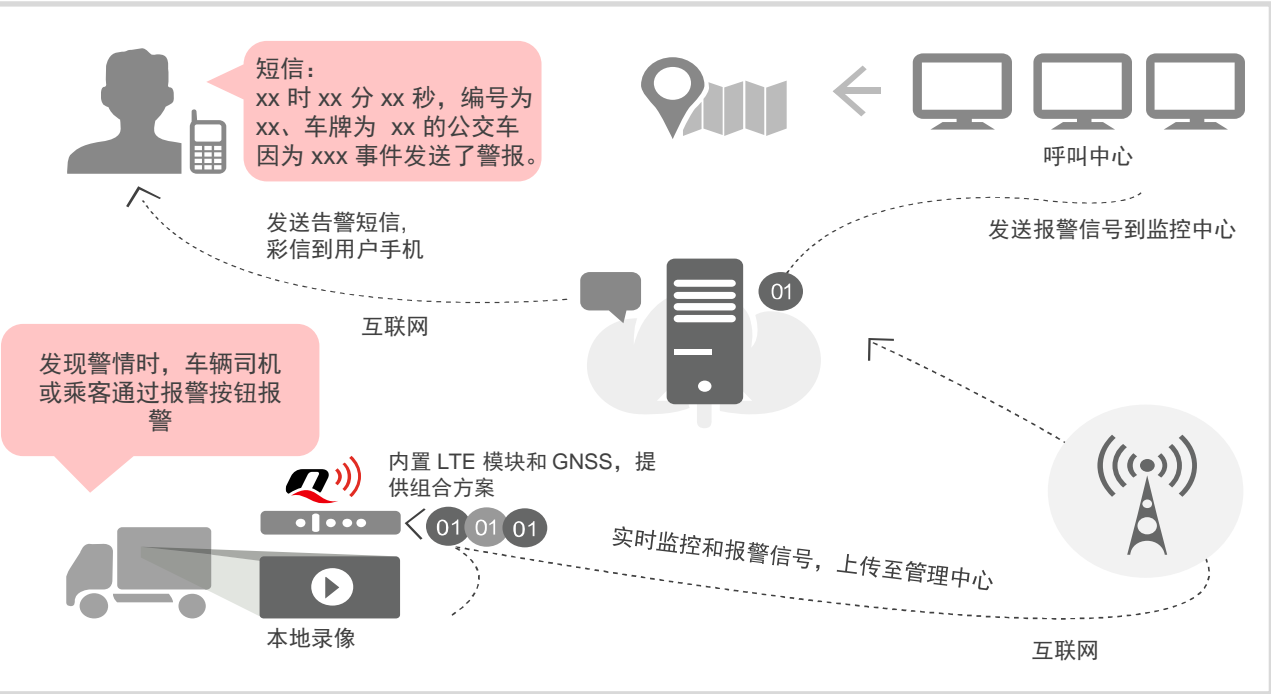 短信：
xx 时 xx 分 xx 秒，编号为
xx、车牌为 xx 的公交车
因为 xxx 事件发送了警报。
呼叫中心
发送告警短信,
彩信到用户手机
发送报警信号到监控中心
01
互联网
发现警情时，车辆司机
或乘客通过报警按钮报
警
内置 LTE 模块和 GNSS，提
供组合方案
01 01 01
实时监控和报警信号，上传至管理中心
本地录像
互联网